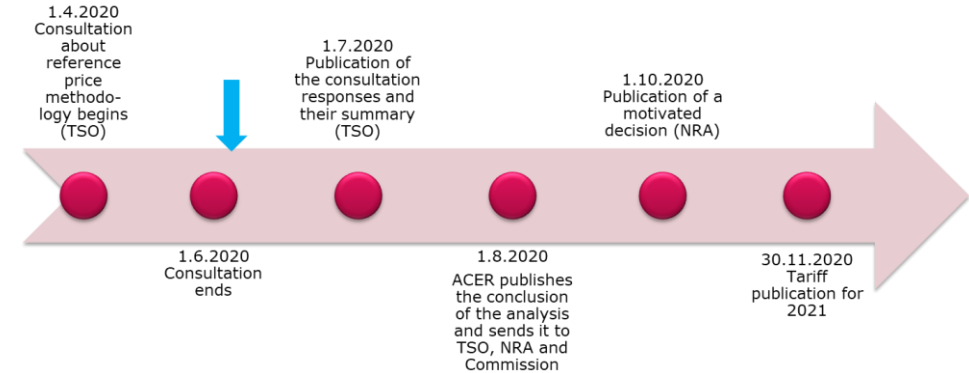 1.4.2020
Consultation
about
reference
price
methodo-
logy begins
(TSO)
1.6.2020
Consultation
ends
1.7.2020
Publication of
the consultation
responses and
their summary
(TSO)
1.8.2020
ACER publishes
the conclusion
of the analysis
and sends it to
TSO, NRA and
Commission
1.10.2020
Publication of a
motivated
decision (NRA)
30.11.2020
Tariff
publication for
2021